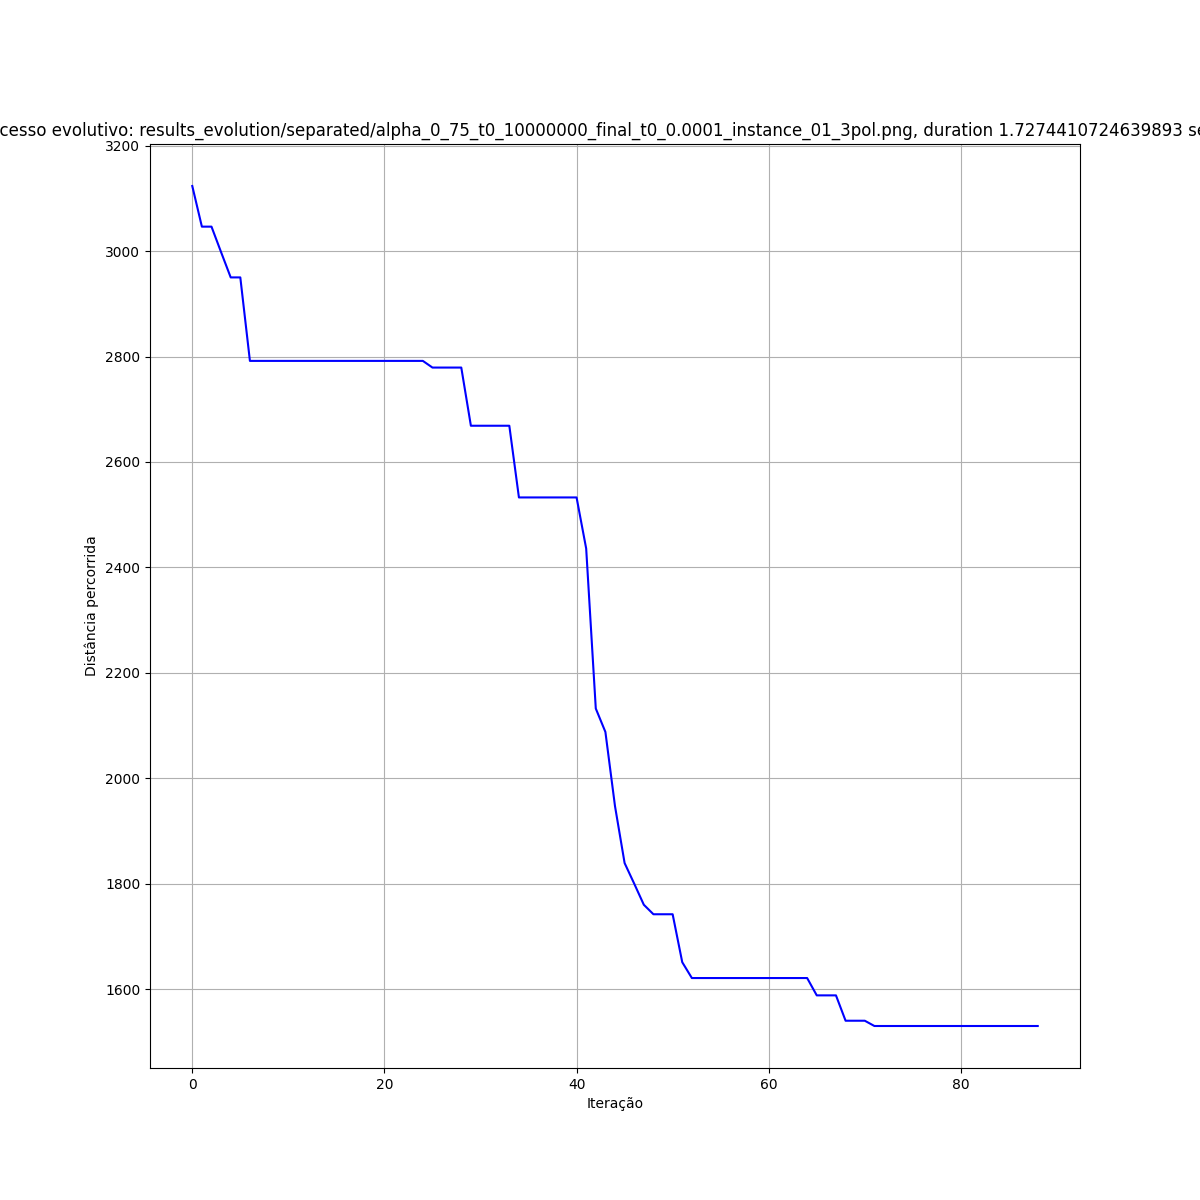 cesso evolutivo: results_evolution/separated/alpha_0_75_t0_10000000_final_t0_0.0001_instance_01_3pol.png, duration 1.7274410724639893 se
3200
3000
2800
2600
2400
2200
2000
1800
1600
Distância percorrida
0 20 40 60 80
Iteração